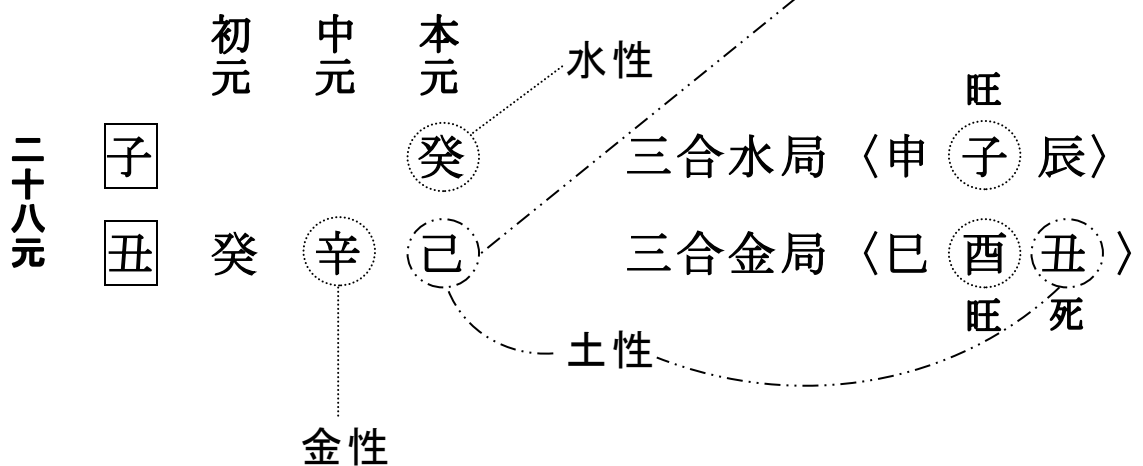 初元
中元
本元
水性
旺
二十八元
子
癸
三合水局〈申子辰〉
丑
癸
辛
己
三合金局〈巳酉丑〉
旺
死
土性
金性